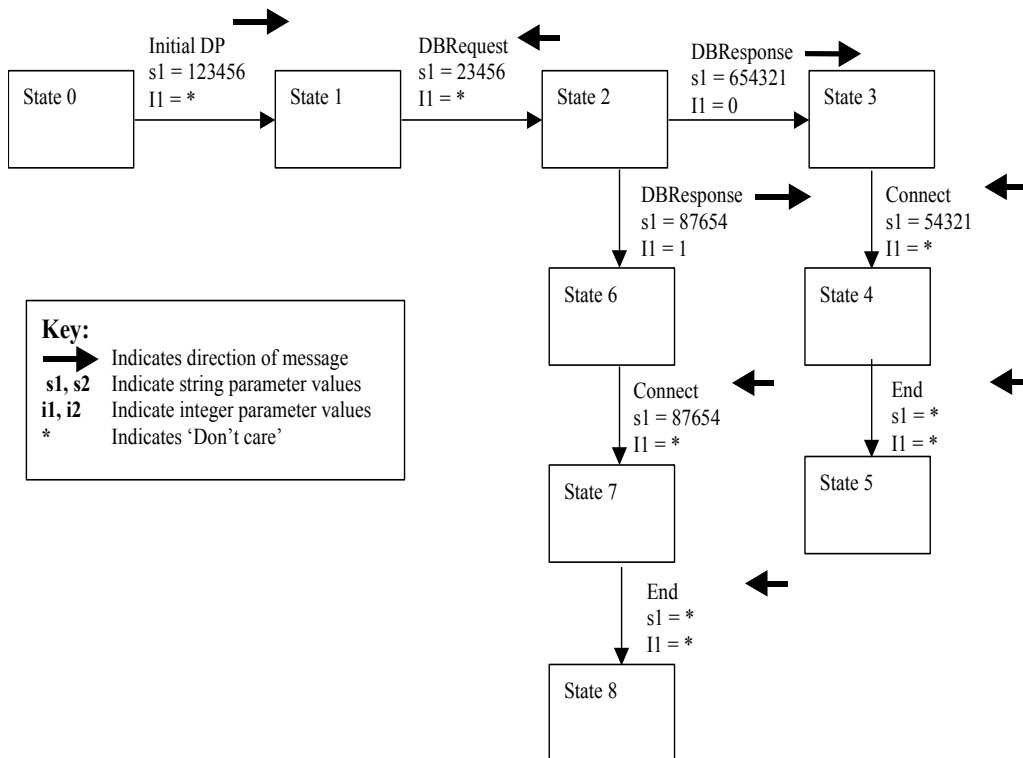 Initial DP
s1 = 123456
I1 = *
DBRequest
s1 = 23456
I1 = *
DBResponse
s1 = 654321
I1 = 0
State 0
State 1
State 2
State 3
DBResponse
s1 = 87654
I1 = 1
Connect
s1 = 54321
I1 = *
State 6
State 4
Key:
Indicates direction of message
s1, s2 Indicate string parameter values
i1, i2 Indicate integer parameter values
* Indicates ‘Don’t care’
Connect
s1 = 87654
I1 = *
End
s1 = *
I1 = *
State 7
State 5
End
s1 = *
I1 = *
State 8